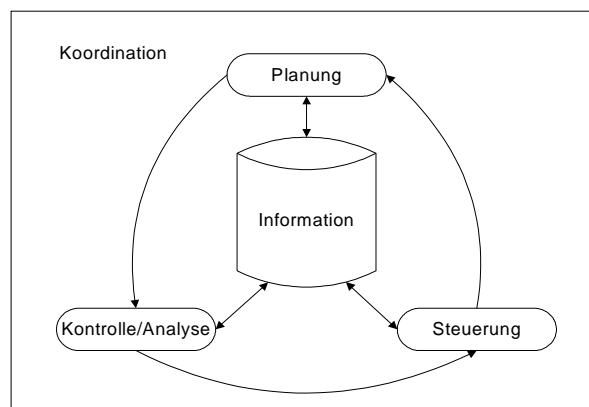 Koordination
Planung
Information
Kontrolle/Analyse
Steuerung